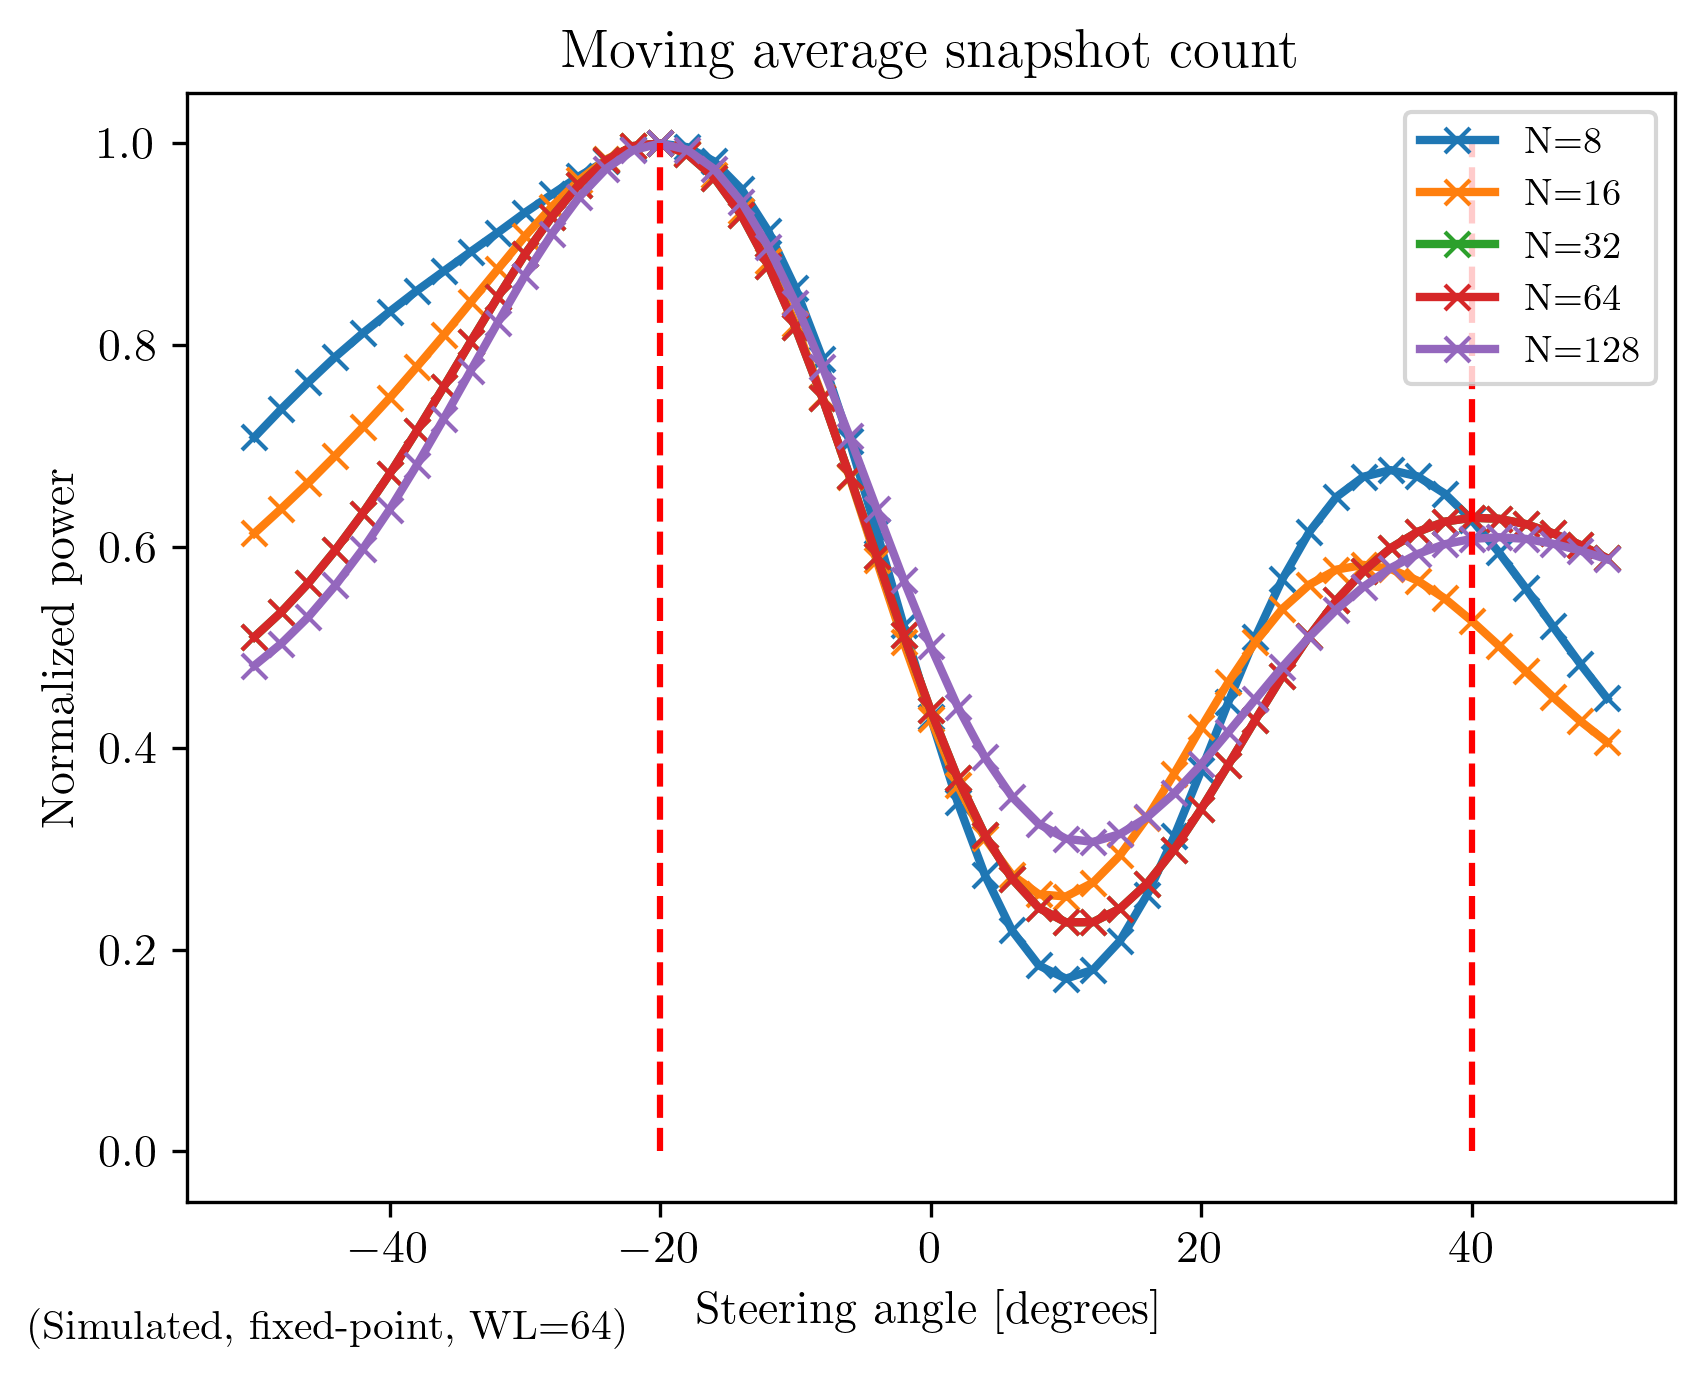 Moving average snapshot count
1.0
0.8
0.6
0.4
0.2
0.0
Normalized power
N=8
N=16
N=32
N=64
N=128
−40 −20 0 20 40
Steering angle [degrees]
(Simulated, fixed-point, WL=64)